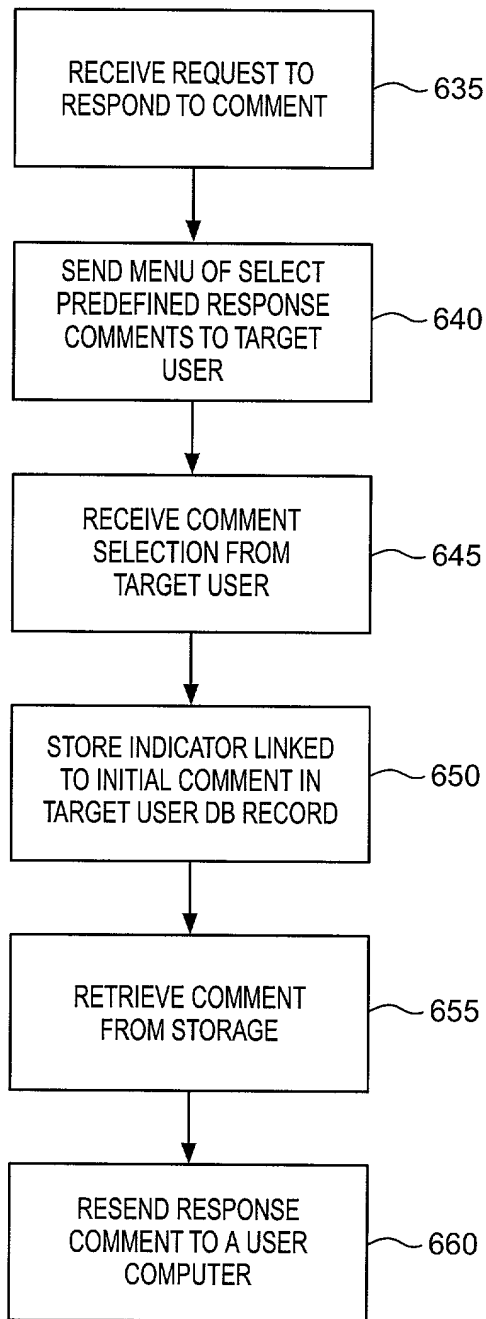 RECEIVE REQUEST TO
RESPOND TO COMMENT
635
SEND MENU OF SELECT
PREDEFINED RESPONSE
COMMENTS TO TARGET
USER
640
RECEIVE COMMENT
SELECTION FROM
TARGET USER
645
STORE INDICATOR LINKED
TO INITIAL COMMENT IN
TARGET USER DB RECORD
650
RETRIEVE COMMENT
FROM STORAGE
655
RESEND RESPONSE
COMMENT TO A USER
COMPUTER
660